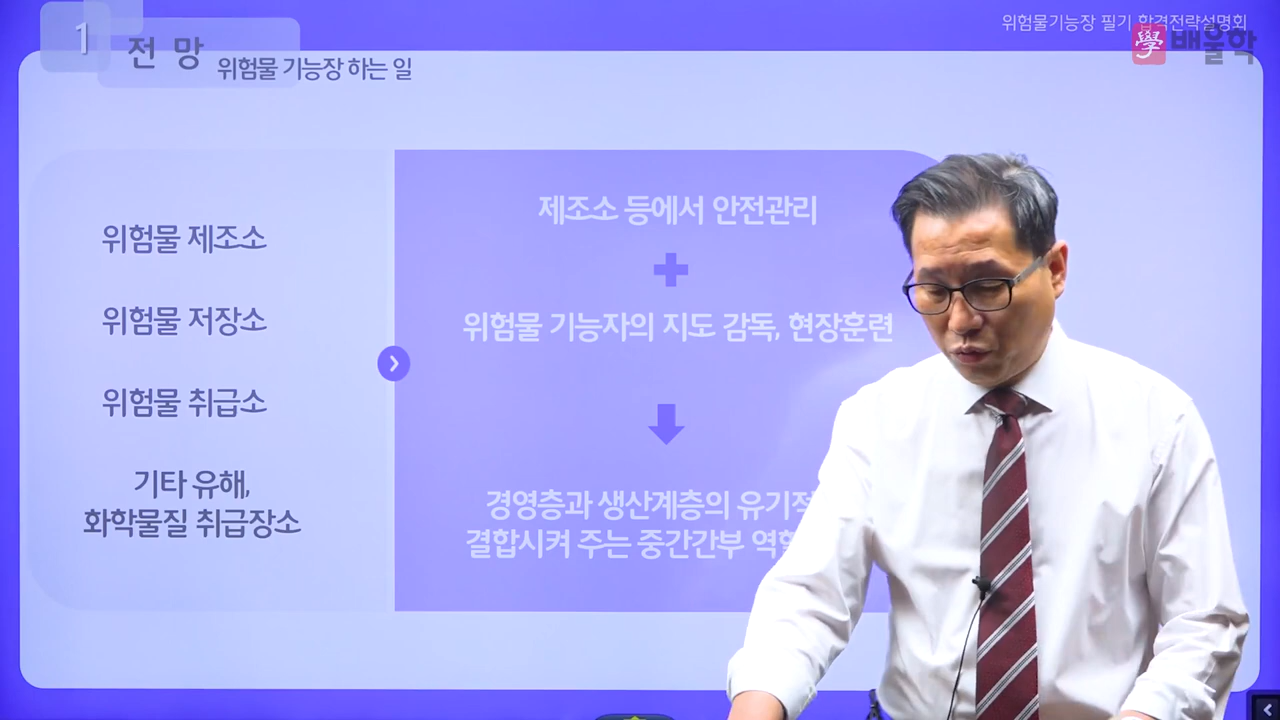 1
전 망
위험물 기능장 하는 일
위험물기능장 필기 합격전략설명회
學 배울학
위험물 제조소
위험물 저장소
위험물 취급소
기타 유해,
화학물질 취급장소
제조소 등에서 안전관리
위험물 기능자의 지도 감독, 현장훈련
경영층과 생산계층의
결합시켜 주는 중간간부